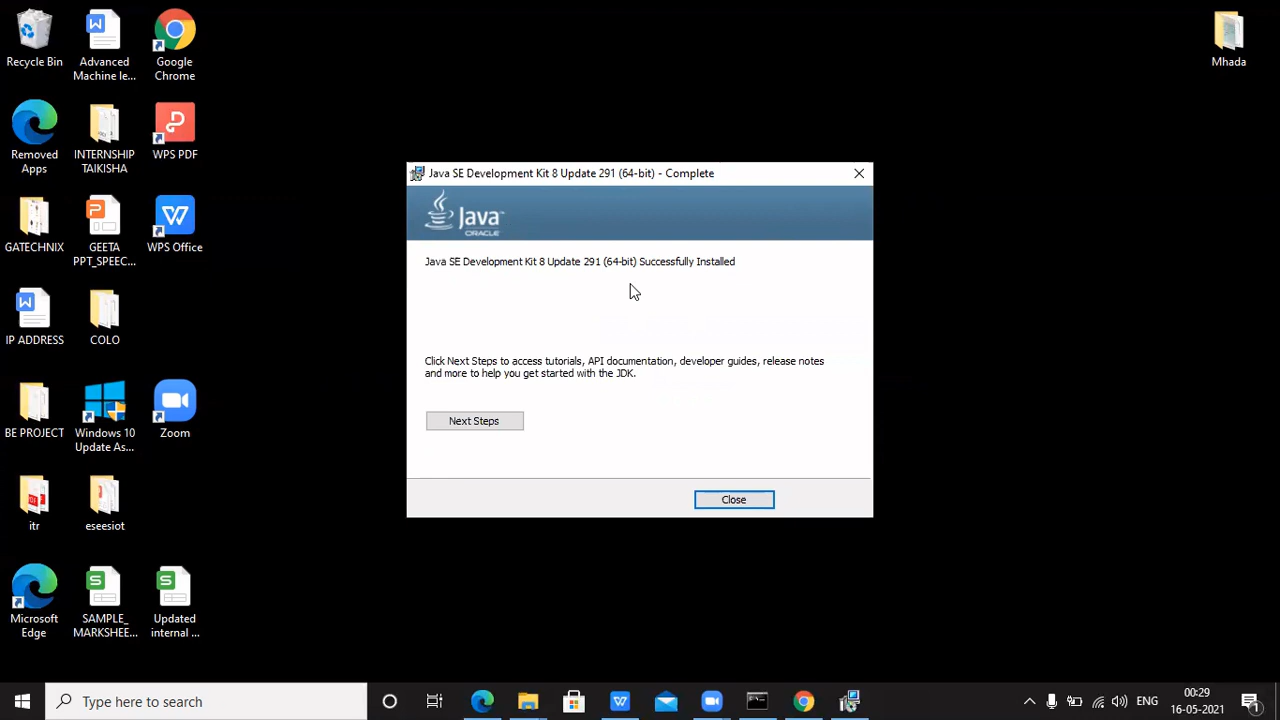 Recycle Bin
Advanced
Machine le...
Google
Chrome
Mhada
Removed
Apps
INTERNSHIP
TAIKISHA
WPS PDF
GATECHNIX
GEETA
PPT_SPEEC...
WPS Office
IP ADDRESS
COLO
BE PROJECT
Windows 10
Update As...
Zoom
itr
eseesiot
Microsoft
Edge
SAMPLE_
MARKSHEE...
Updated
internal ...
Java SE Development Kit 8 Update 291 (64-bit) - Complete
Java
ORACLE
Java SE Development Kit 8 Update 291 (64-bit) Successfully Installed
Click Next Steps to access tutorials, API documentation, developer guides, release notes
and more to help you get started with the JDK.
Next Steps
Close
Type here to search
ENG
00:29
16-05-2021